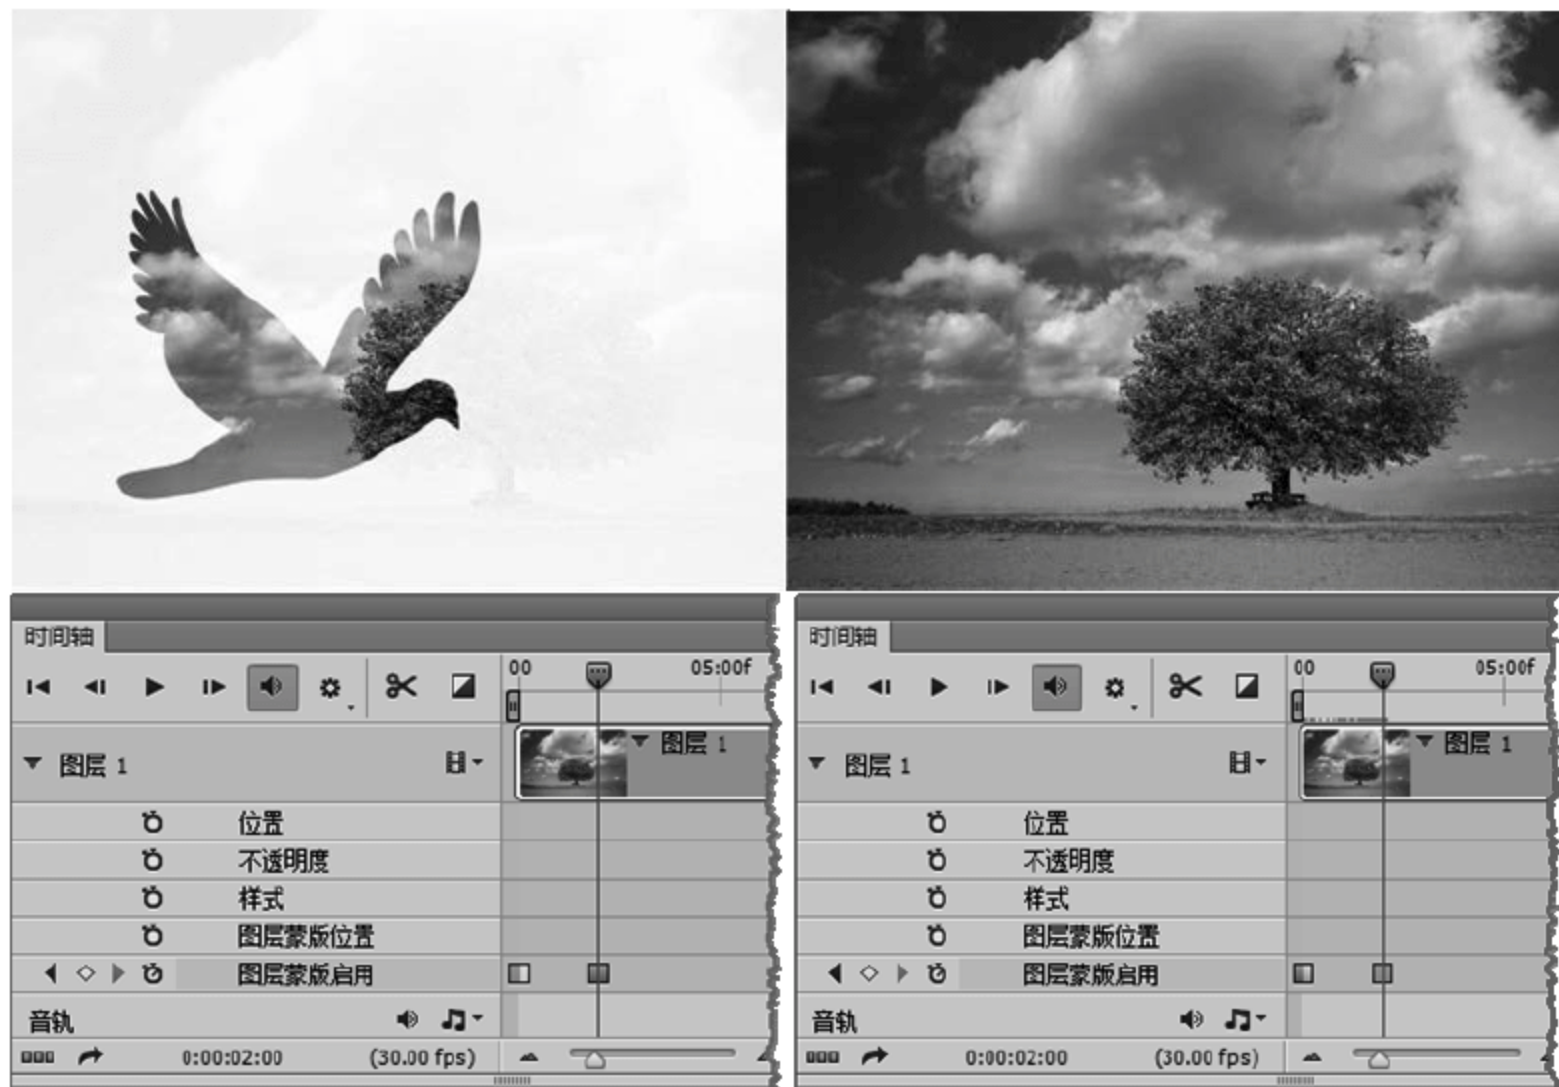 时间轴
00 05:00f
图层 1
图层 1
位置
不透明度
样式
图层蒙版位置
图层蒙版启用
音轨
0:00:02:00 (30.00 fps)
时间轴
00 05:00f
图层 1
图层 1
位置
不透明度
样式
图层蒙版位置
图层蒙版启用
音轨
0:00:02:00 (30.00 fps)